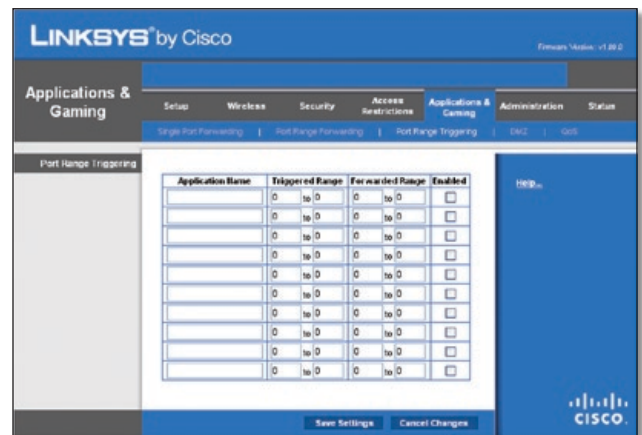 LINKSYS® by Cisco
Firmware Version: v1.00.0
Applications & Gaming
Setup Wireless Security Access Restrictions Applications & Gaming Administration Status
Single Port Forwarding | Port Range Forwarding | Port Range Triggering | DMZ | QoS
Port Range Triggering
Application Name Triggered Range Forwarded Range Enabled
0 to 0 0 to 0
0 to 0 0 to 0
0 to 0 0 to 0
0 to 0 0 to 0
0 to 0 0 to 0
0 to 0 0 to 0
0 to 0 0 to 0
0 to 0 0 to 0
0 to 0 0 to 0
0 to 0 0 to 0
Help...
Save Settings Cancel Changes
CISCO.